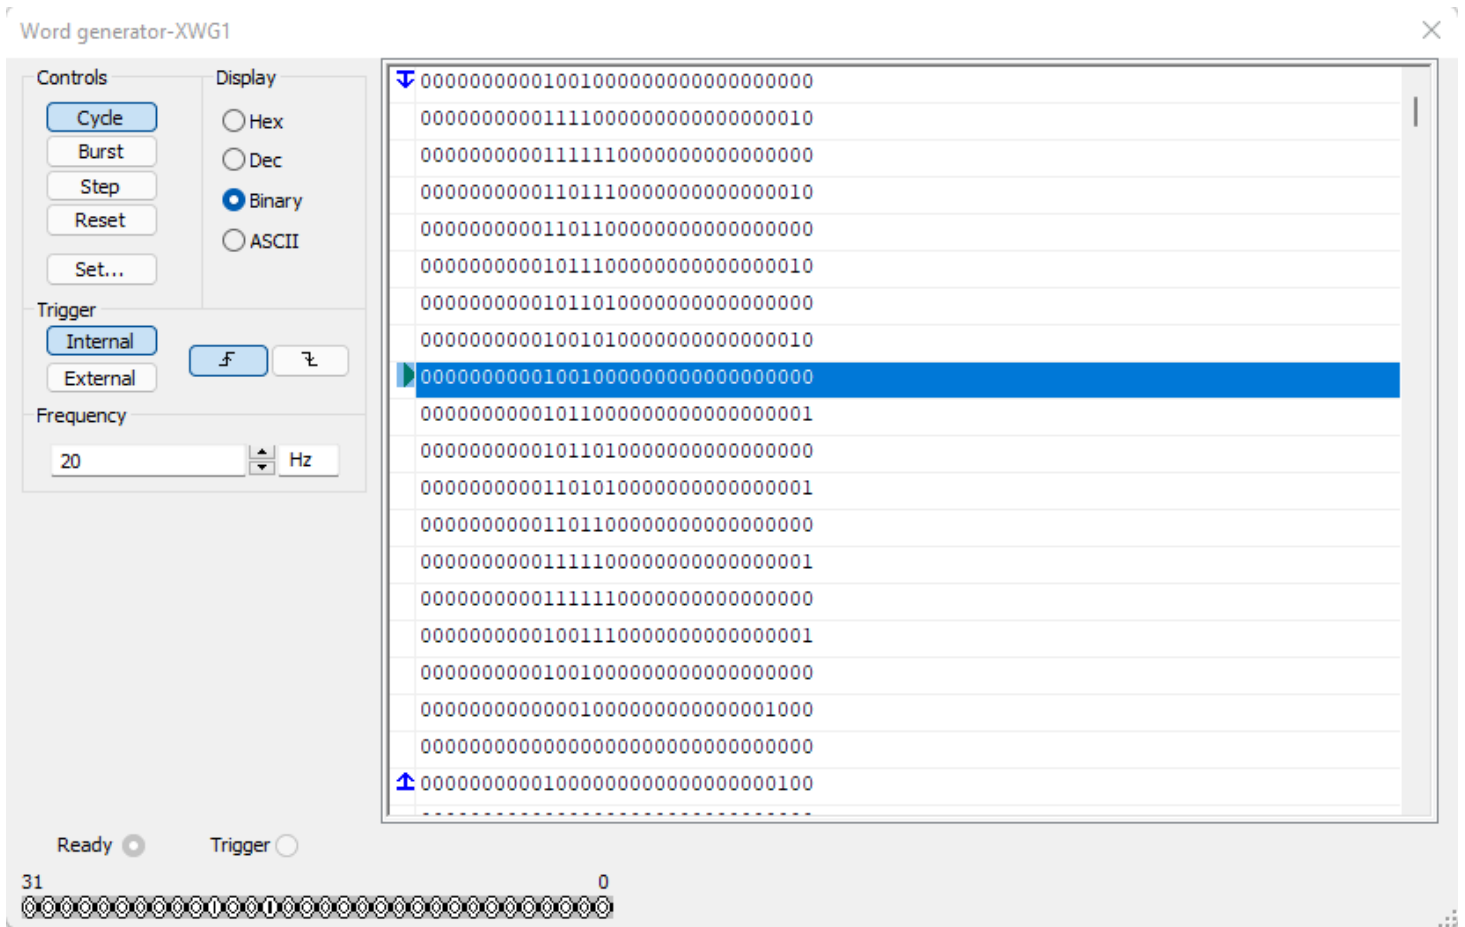 Word generator-XWG1
Controls
Cycle
Burst
Step
Reset
Set...
Display
Hex
Dec
Binary
ASCII
Trigger
Internal
External
Frequency
20
Hz
00000000001001000000000000000000
00000000001111000000000000000010
00000000001111110000000000000000
00000000001101110000000000000010
00000000001101100000000000000000
00000000001011100000000000000010
00000000001011010000000000000000
00000000001001010000000000000010
00000000001001000000000000000000
00000000001011000000000000000001
00000000001011010000000000000000
00000000001101010000000000000001
00000000001101100000000000000000
00000000001111100000000000000001
00000000001111110000000000000000
00000000001001110000000000000001
00000000001001000000000000000000
00000000000001000000000000001000
00000000000000000000000000000000
00000000001000000000000000000100
Ready
Trigger
31 0
00000000001001000000000000000000